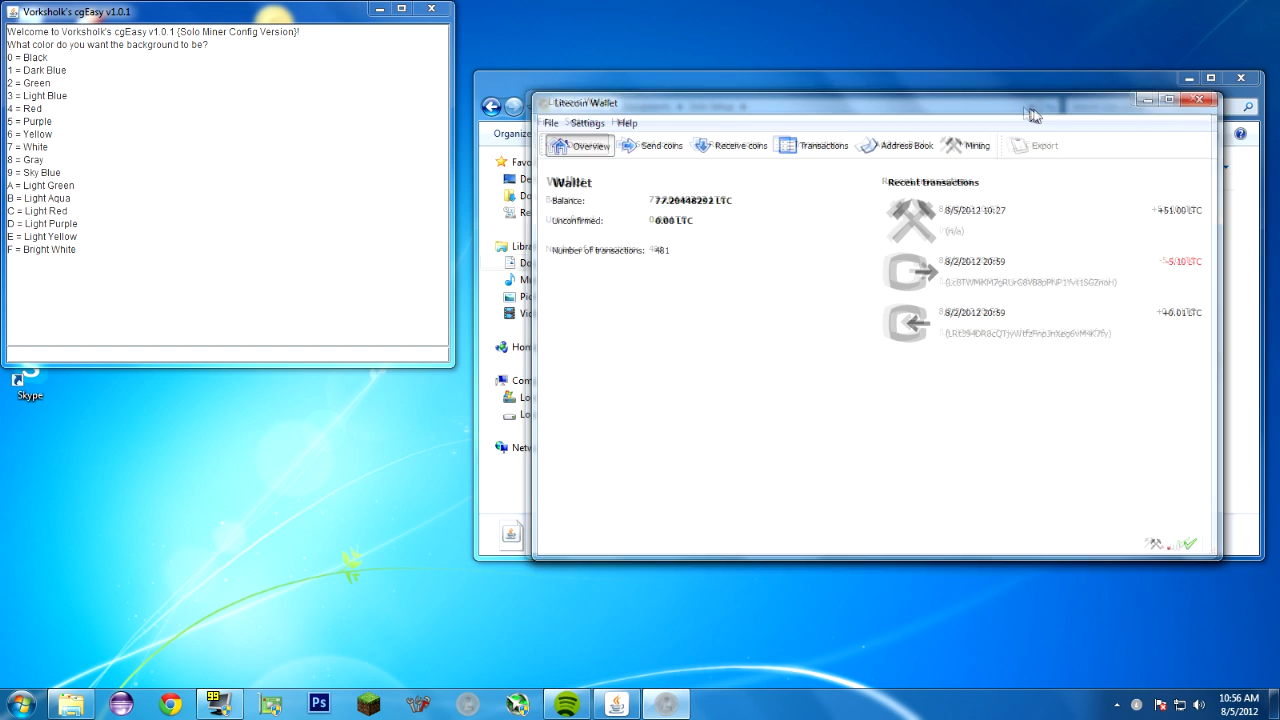 Vorksholk's cgEasy v1.0.1
Welcome to Vorksholk's cgEasy v1.0.1 {Solo Miner Config Version}!
What color do you want the background to be?
0 = Black
1 = Dark Blue
2 = Green
3 = Light Blue
4 = Red
5 = Purple
6 = Yellow
7 = White
8 = Gray
9 = Sky Blue
A = Light Green
B = Light Aqua
C = Light Red
D = Light Purple
E = Light Yellow
F = Bright White
Skype
Organize
Litecoin Wallet
File Settings Help
Overview Send coins Receive coins Transactions Address Book Mining Export
Wallet
Balance: 77.20448292 LTC
Unconfirmed: 0.00 LTC
Number of transactions: 481
Recent transactions
8/5/2012 10:27 +51.00 LTC
(n/a)
8/2/2012 20:59 -5.10 LTC
8/2/2012 20:59 +0.01 LTC
99
Ps
10:56 AM
8/5/2012